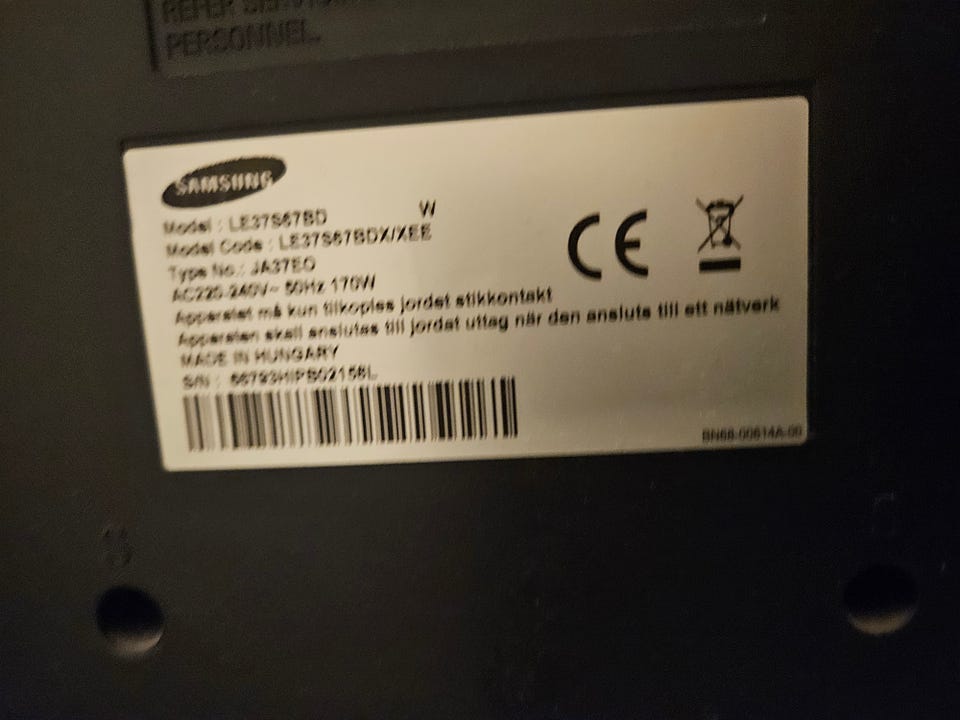 REFER SERVICING
PERSONNEL.
SAMSUNG
Model : LE37S67BD W
Model Code : LE37S67BDX/XEE
Type No.: JA37EO
AC220-240V~ 50Hz 170W
Apparatet må kun tilkoples jordet stikkontakt
Apparaten skall anslutas till jordat uttag när den ansluts till ett nätverk
MADE IN HUNGARY
S/N :
BN68-00614A-00